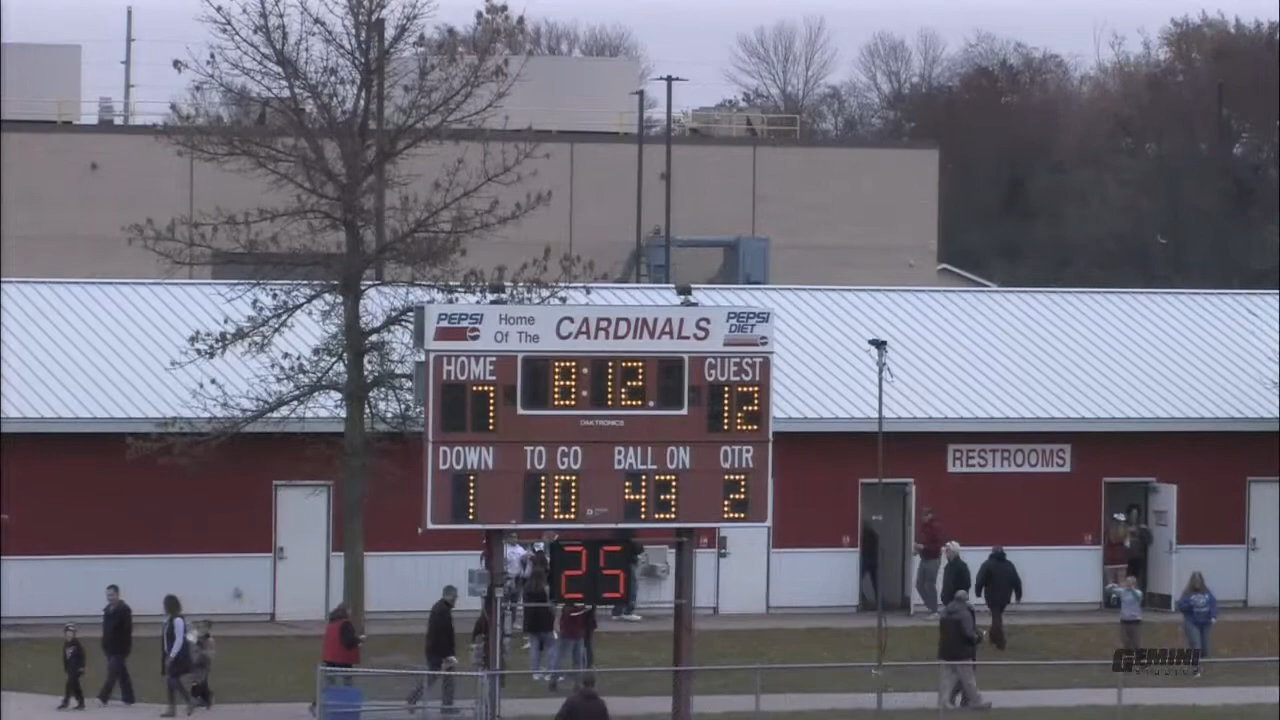 PEPSI Home Of The CARDINALS PEPSI DIET
HOME 8:12 GUEST
7 12
DAKTRONICS
DOWN TO GO BALL ON QTR
1 10 43 2
25
RESTROOMS
GEMINI